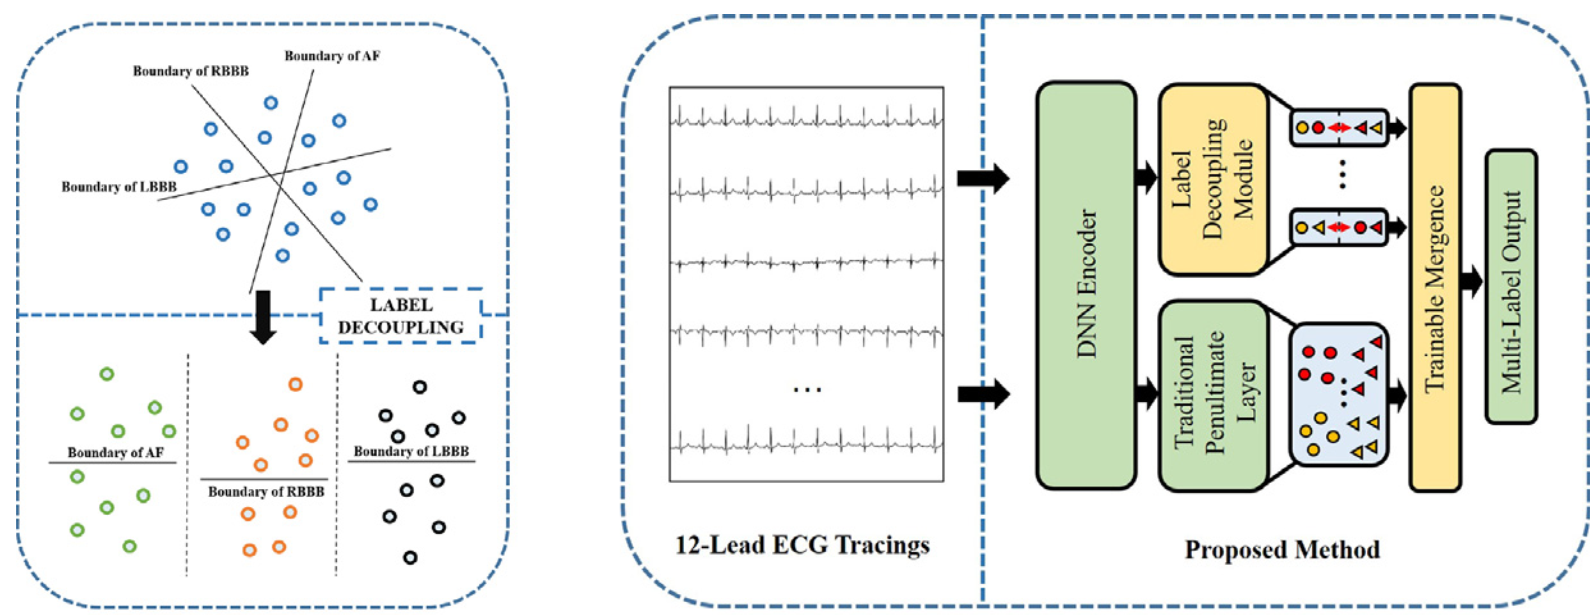 Boundary of AF
Boundary of RBBB
Boundary of LBBB
LABEL
DECOUPLING
Boundary of AF
Boundary of RBBB
Boundary of LBBB
...
12-Lead ECG Tracings
DNN Encoder
Label
Decoupling
Module
Traditional
Penultimate
Layer
Trainable Mergence
Multi-Label Output
Proposed Method